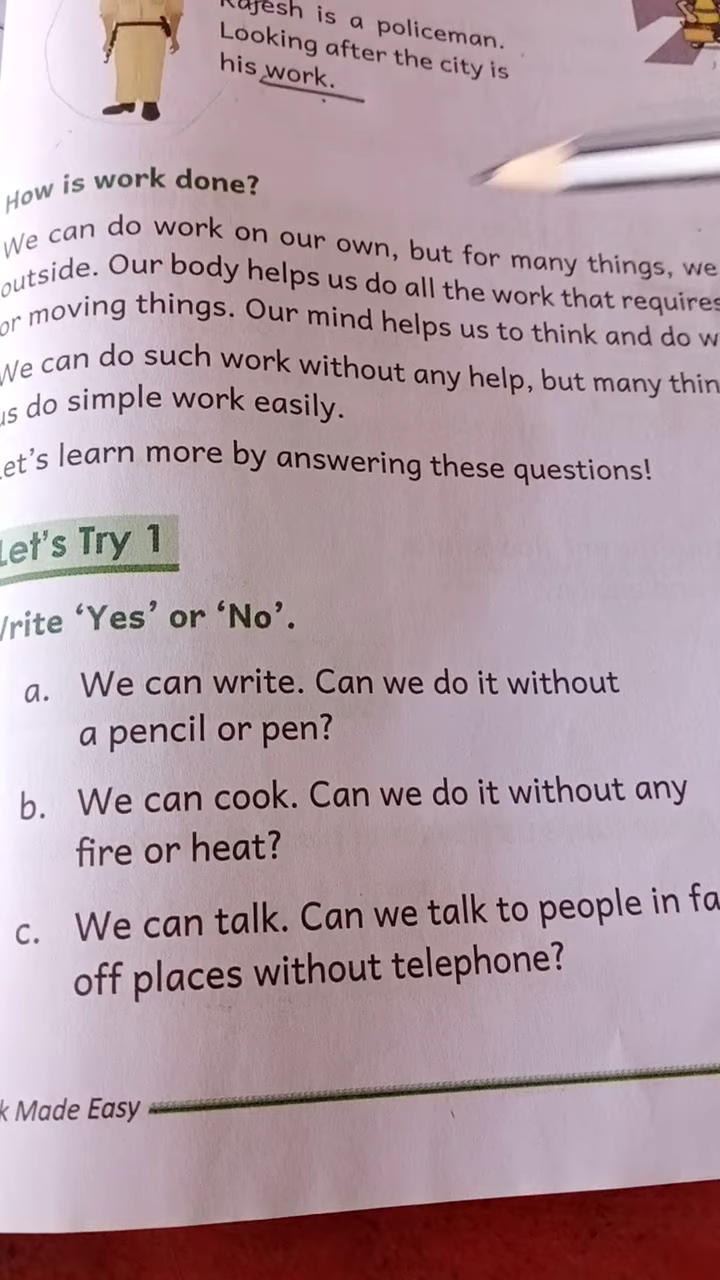 Rajesh is a policeman.
Looking after the city is
his work.
How is work done?
We can do work on our own, but for many things, we
outside. Our body helps us do all the work that requires
or moving things. Our mind helps us to think and do w
We can do such work without any help, but many thin
us do simple work easily.
Let's learn more by answering these questions!
Let's Try 1
Write 'Yes' or 'No'.
a. We can write. Can we do it without
a pencil or pen?
b. We can cook. Can we do it without any
fire or heat?
c. We can talk. Can we talk to people in fa
off places without telephone?
k Made Easy